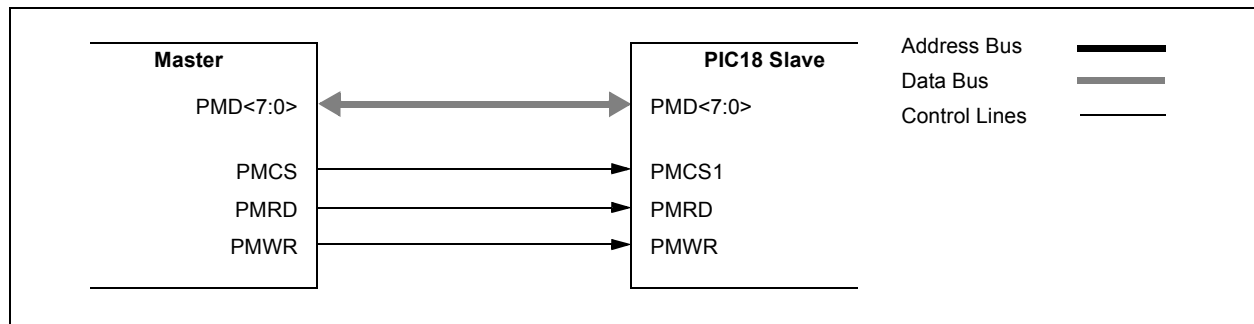 Master
PIC18 Slave
Address Bus
Data Bus
Control Lines
PMD<7:0>
PMD<7:0>
PMCS
PMCS1
PMRD
PMRD
PMWR
PMWR